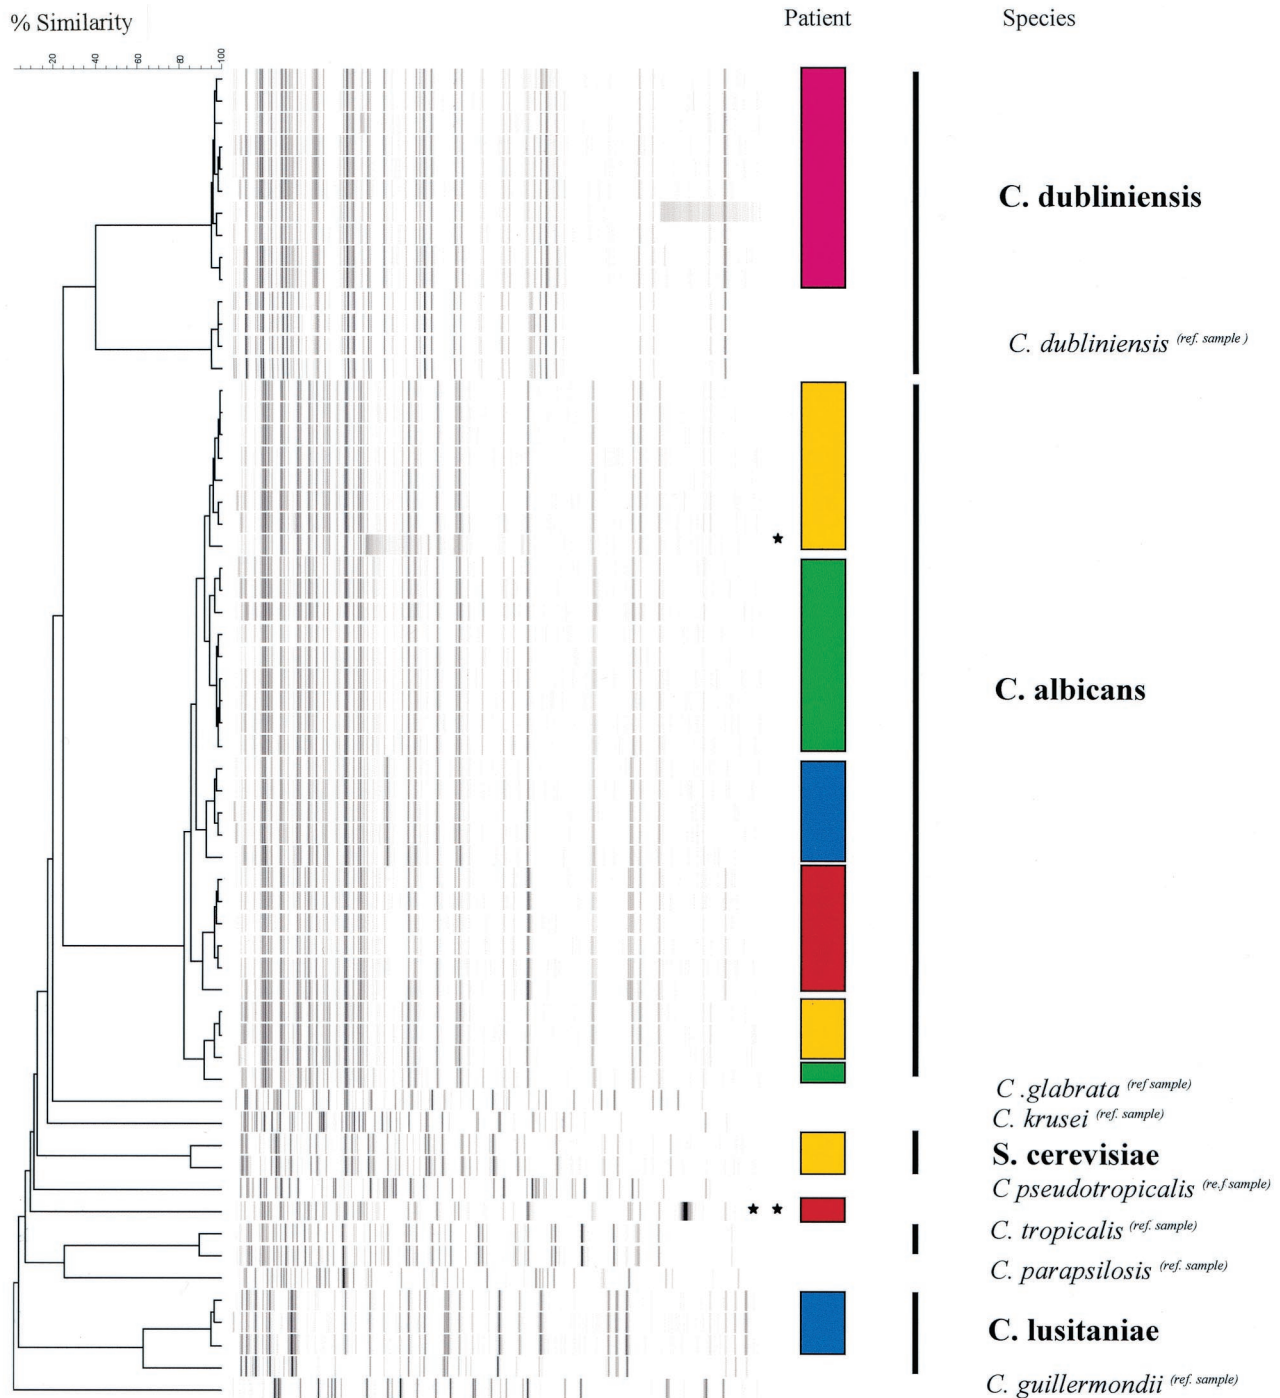 % Similarity Patient Species
20 40 60 80 100
C. dubliniensis
C. dubliniensis (ref. sample )
C. albicans
C .glabrata (ref sample)
C. krusei (ref. sample)
S. cerevisiae
C pseudotropicalis (re.f sample)
C. tropicalis (ref. sample)
C. parapsilosis (ref. sample)
C. lusitaniae
C. guillermondii (ref. sample)